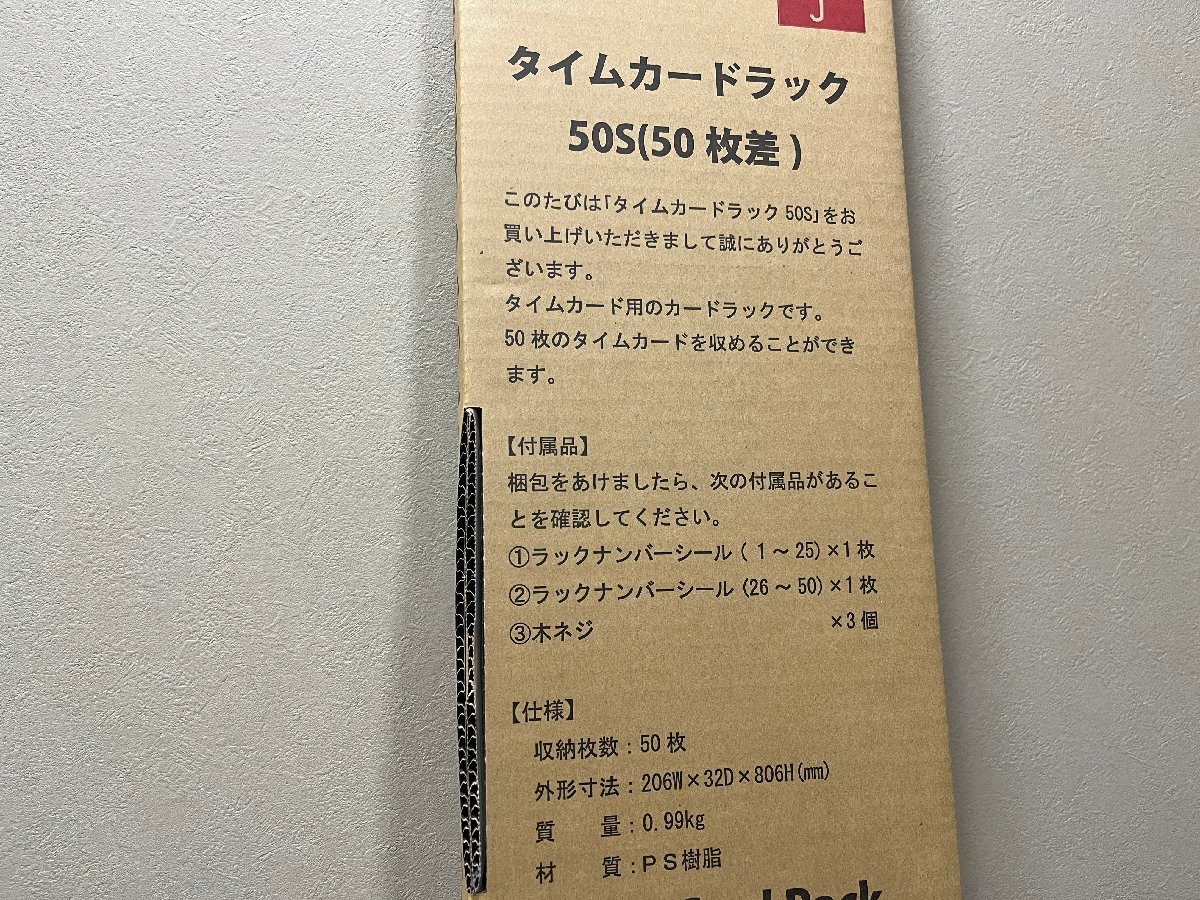 J
タイムカードラック
50S(50 枚差 )
このたびは「タイムカードラック 50S」をお
買い上げいただきまして誠にありがとうご
ざいます。
タイムカード用のカードラックです。
50 枚のタイムカードを収めることができ
ます。
【付属品】
梱包をあけましたら、次の付属品があるこ
とを確認してください。
①ラックナンバーシール ( 1 ～ 25) ×1 枚
②ラックナンバーシール (26 ～ 50) ×1 枚
③木ネジ ×3 個
【仕様】
収納枚数 : 50 枚
外形寸法 : 206W×32D×806H(㎜)
質　量 : 0.99kg
材　質 : ＰＳ樹脂